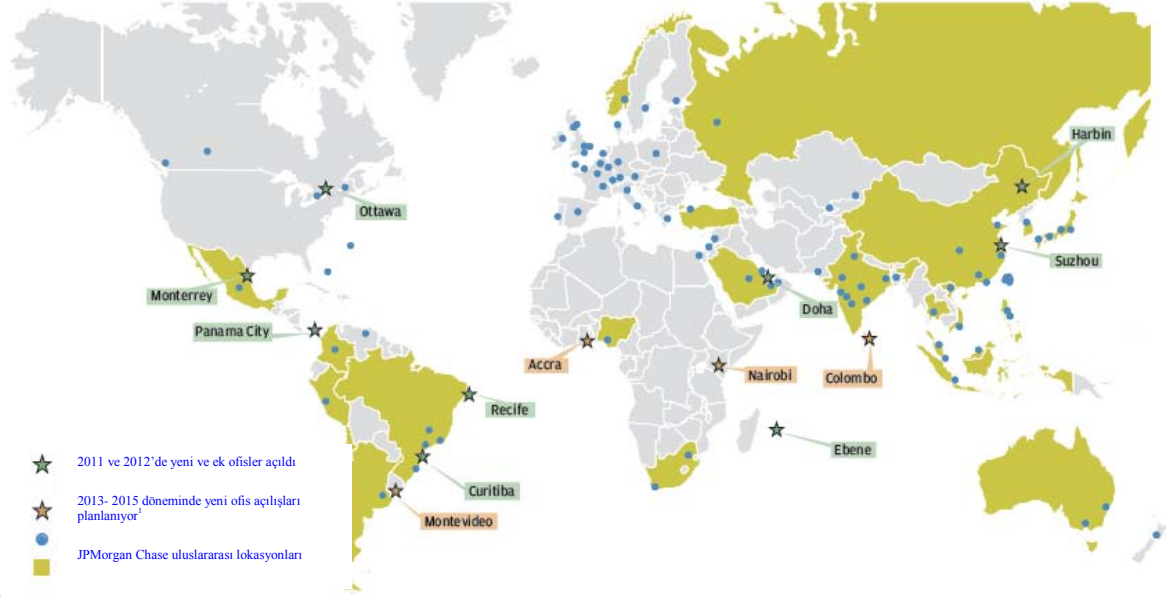 Harbin
Ottawa
Suzhou
Monterrey
Doha
Panama City
Accra
Nairobi
Colombo
Recife
Ebene
Curitiba
Montevideo
2011 ve 2012’de yeni ve ek ofisler açıldı
2013- 2015 döneminde yeni ofis açılışları
planlanıyor¹
JPMorgan Chase uluslararası lokasyonları